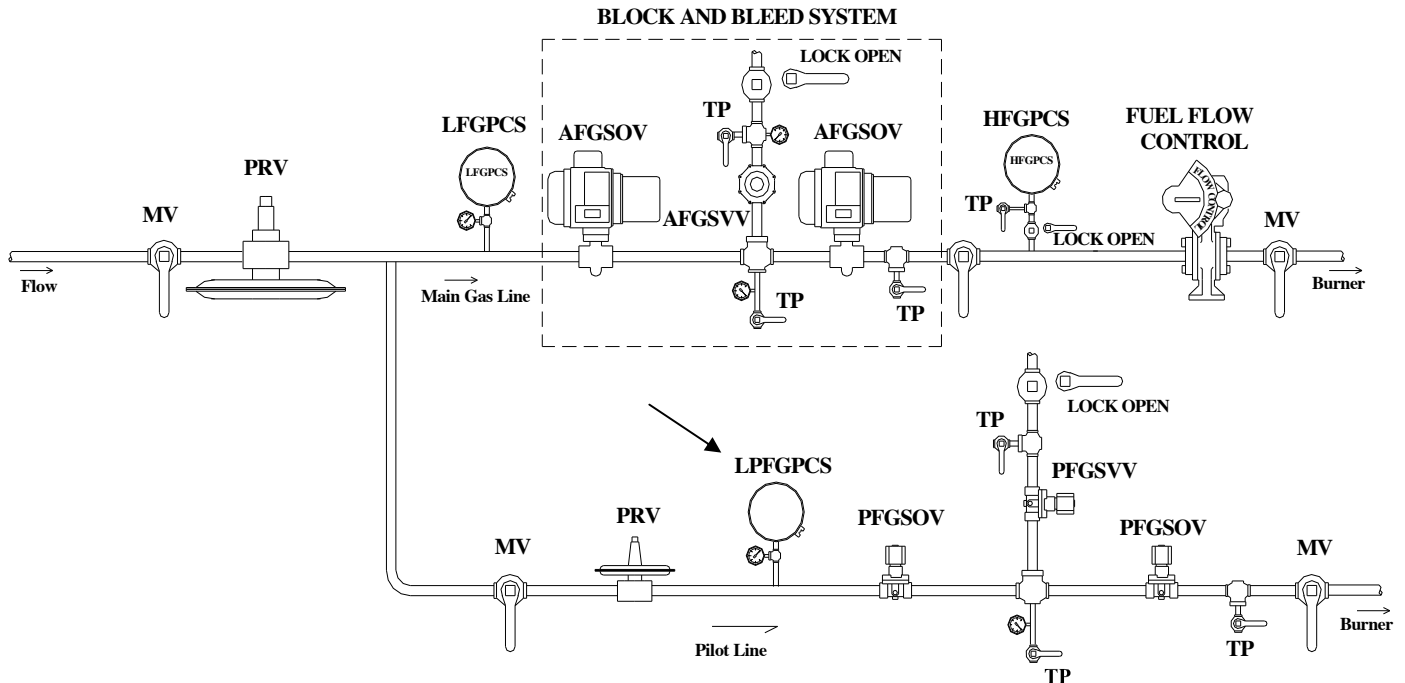 BLOCK AND BLEED SYSTEM
LOCK OPEN
TP
LFGPCS
AFGSOV
AFGSOV
HFGPCS
FUEL FLOW
CONTROL
PRV
LFGPCS
HFGPCS
FLOW CONTROL
MV
AFGSVV
TP
LOCK OPEN
MV
Flow
Main Gas Line
TP
TP
Burner
LOCK OPEN
TP
LPFGPCS
PFGSVV
PRV
PFGSOV
PFGSOV
MV
MV
Pilot Line
TP
TP
Burner